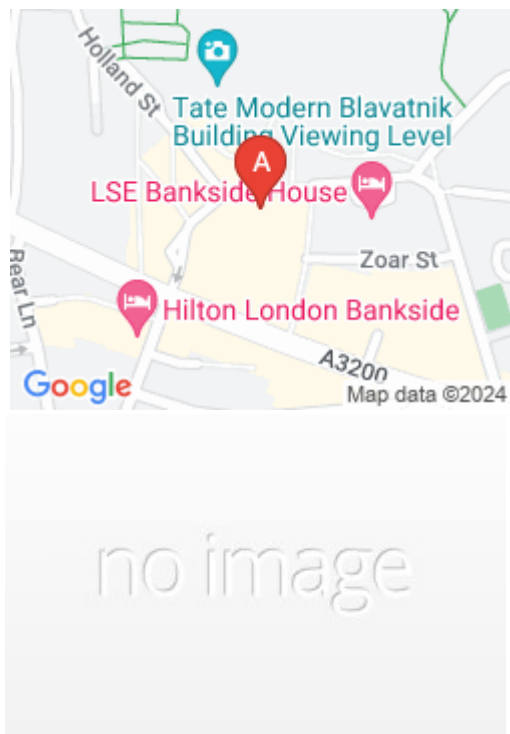 Holland St
Tate Modern Blavatnik
Building Viewing Level
A
LSE Bankside House
Zoar St
Rear Ln
Hilton London Bankside
A3200
Google
Map data ©2024
no image